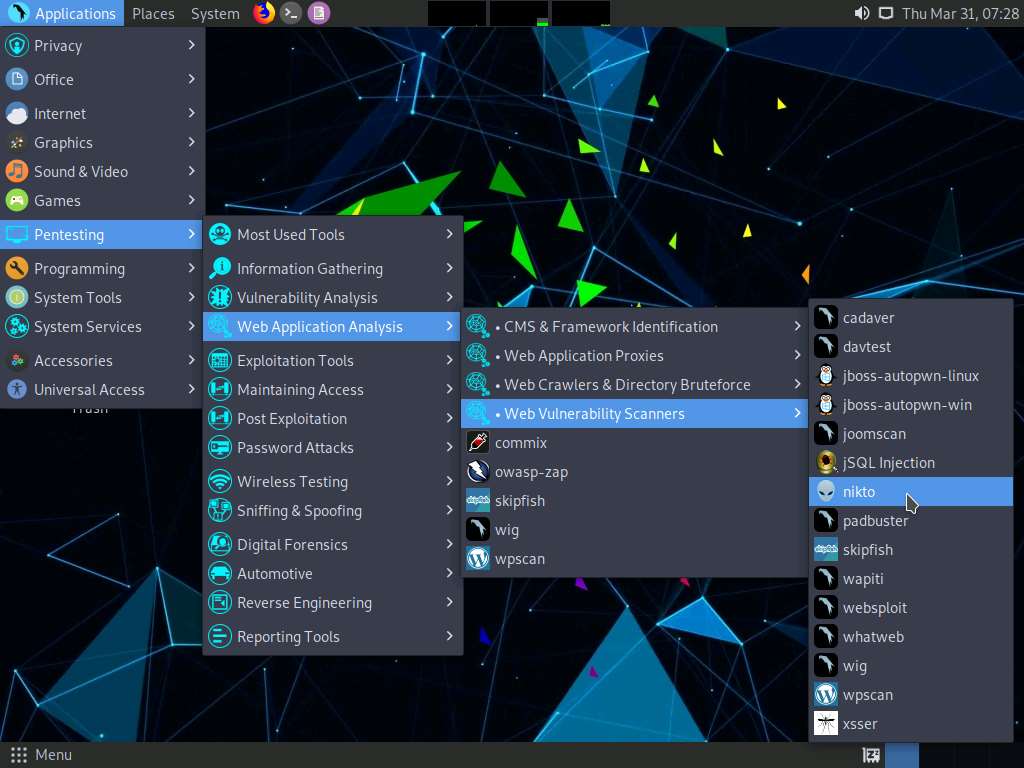 Applications Places System Thu Mar 31, 07:28
Privacy
Office
Internet
Graphics
Sound & Video
Games
Pentesting
Programming
System Tools
System Services
Accessories
Universal Access
Trash
Most Used Tools
Information Gathering
Vulnerability Analysis
Web Application Analysis
Exploitation Tools
Maintaining Access
Post Exploitation
Password Attacks
Wireless Testing
Sniffing & Spoofing
Digital Forensics
Automotive
Reverse Engineering
Reporting Tools
• CMS & Framework Identification
• Web Application Proxies
• Web Crawlers & Directory Bruteforce
• Web Vulnerability Scanners
commix
owasp-zap
skipfish
wig
wpscan
cadaver
davtest
jboss-autopwn-linux
jboss-autopwn-win
joomscan
jSQL Injection
nikto
padbuster
skipfish
wapiti
websploit
whatweb
wig
wpscan
xsser
Menu